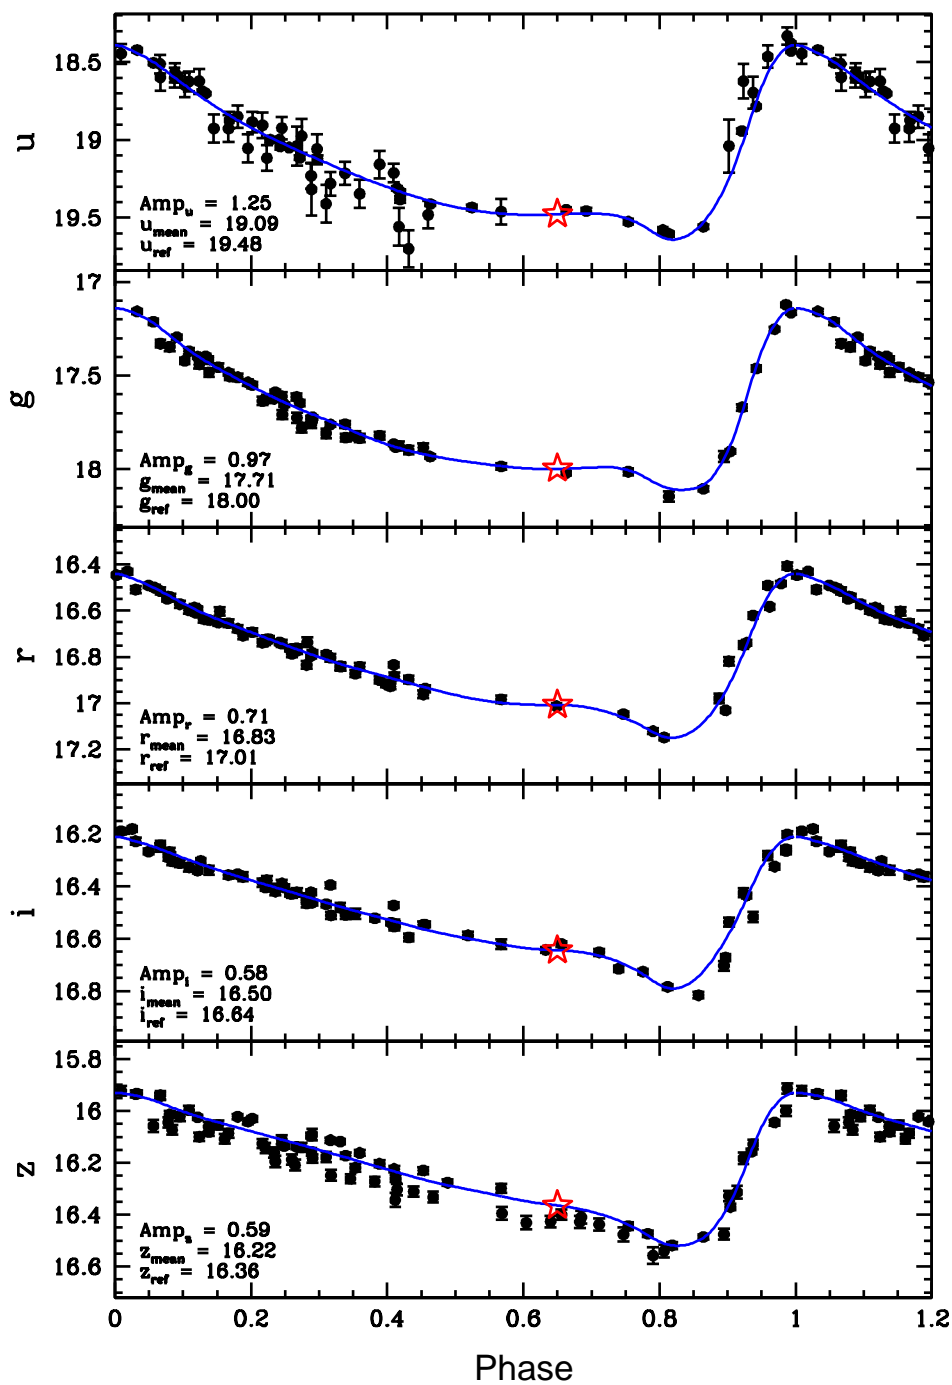 18.5
19
19.5
u
Ampu = 1.25
umean = 19.09
uref = 19.48
17
17.5
18
g
Ampg = 0.97
gmean = 17.71
gref = 18.00
16.4
16.6
16.8
17
17.2
r
Ampr = 0.71
rmean = 16.83
rref = 17.01
16.2
16.4
16.6
16.8
i
Ampi = 0.58
imean = 16.50
iref = 16.64
15.8
16
16.2
16.4
16.6
z
Ampz = 0.59
zmean = 16.22
zref = 16.36
0 0.2 0.4 0.6 0.8 1 1.2
Phase